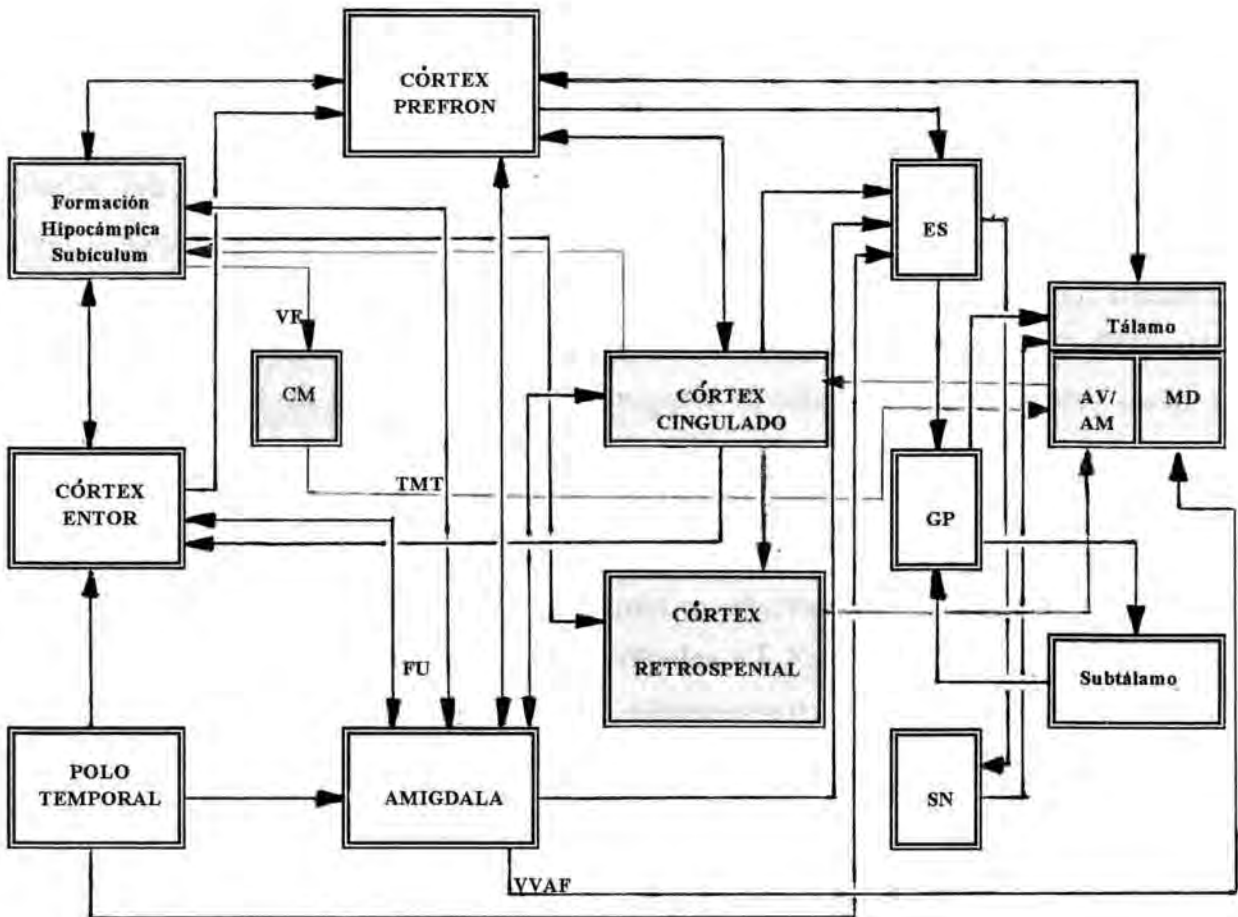 CÓRTEX
PREFRON
Formación
Hipocámpica
Subículum
ES
VF
Tálamo
CM
CÓRTEX
CINGULADO
AV/
AM
MD
CÓRTEX
ENTOR
TMT
GP
CÓRTEX
RETROSPENIAL
FU
Subtálamo
POLO
TEMPORAL
AMIGDALA
SN
VVAF